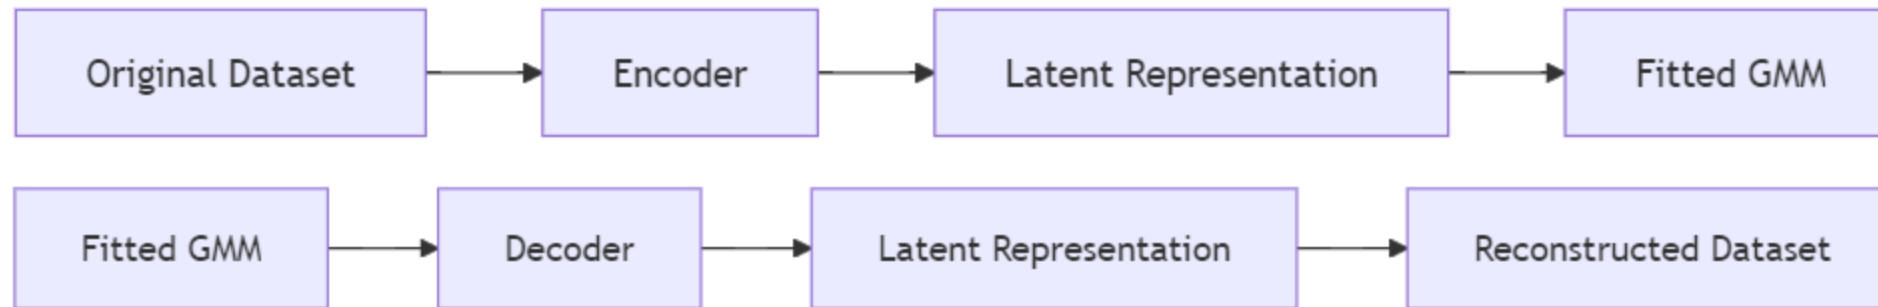 Original Dataset
Encoder
Latent Representation
Fitted GMM
Fitted GMM
Decoder
Latent Representation
Reconstructed Dataset